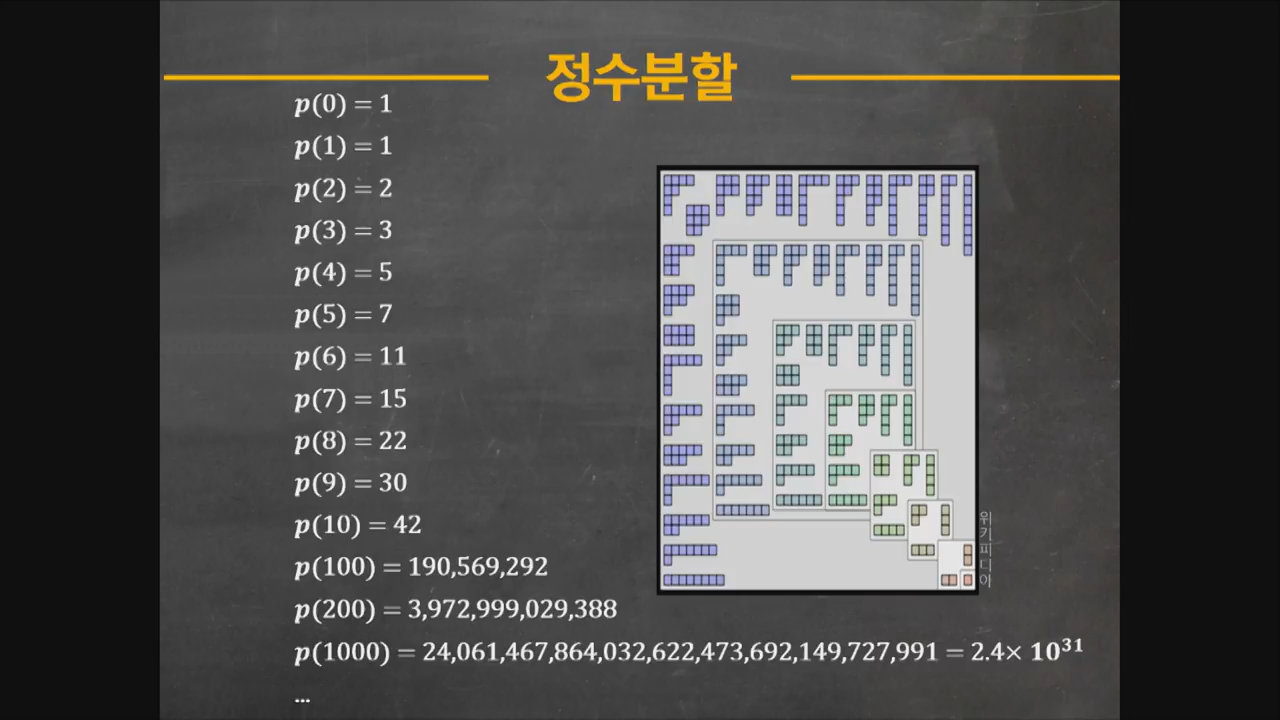 정수분할
p(0) = 1
p(1) = 1
p(2) = 2
p(3) = 3
p(4) = 5
p(5) = 7
p(6) = 11
p(7) = 15
p(8) = 22
p(9) = 30
p(10) = 42
p(100) = 190,569,292
p(200) = 3,972,999,029,388
p(1000) = 24,061,467,864,032,622,473,692,149,727,991 = 2.4× 10³¹
...
위키피디아